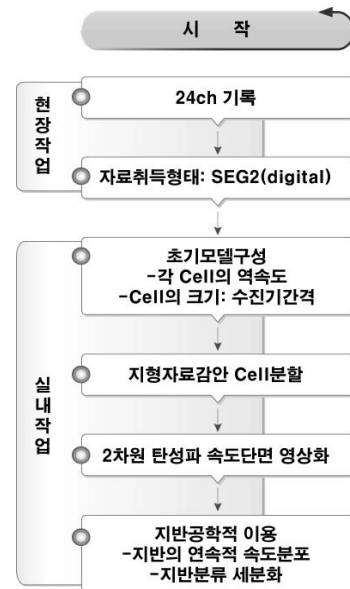 시 작
현장작업
24ch 기록
자료취득형태: SEG2(digital)
실내작업
초기모델구성
-각 Cell의 역속도
-Cell의 크기: 수진기간격
지형자료감안 Cell분할
2차원 탄성파 속도단면 영상화
지반공학적 이용
-지반의 연속적 속도분포
-지반분류 세분화